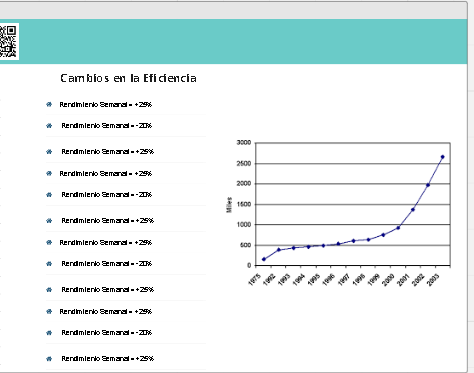 Cambios en la Eficiencia
Rendimiento Semanal = +25%
Rendimiento Semanal = -20%
Rendimiento Semanal = +25%
Rendimiento Semanal = +25%
Rendimiento Semanal = -20%
Rendimiento Semanal = +25%
Rendimiento Semanal = +25%
Rendimiento Semanal = -20%
Rendimiento Semanal = +25%
Rendimiento Semanal = +25%
Rendimiento Semanal = -20%
Rendimiento Semanal = +25%
3000
2500
2000
1500
1000
500
0
Miles
1975 1992 1993 1994 1995 1996 1997 1998 1999 2000 2001 2002 2003